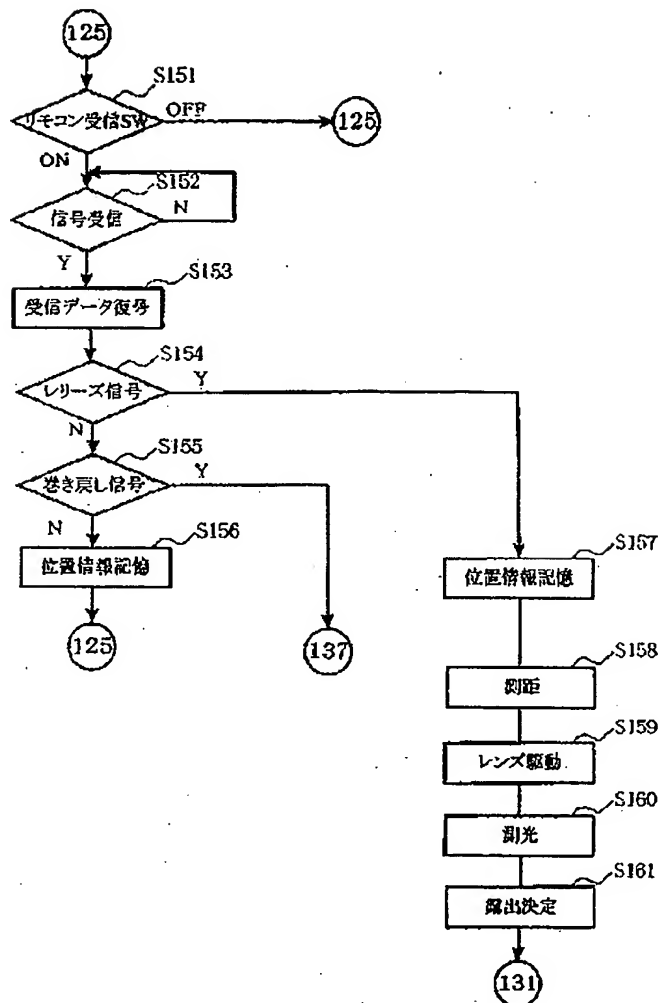 125
S151
リモコン受信SW
OFF
125
ON
S152
信号受信
N
Y
S153
受信データ復号
S154
レリーズ信号
Y
N
S155
巻き戻し信号
Y
N
S156
位置情報記憶
125
137
S157
位置情報記憶
S158
測距
S159
レンズ駆動
S160
測光
S161
露出決定
131